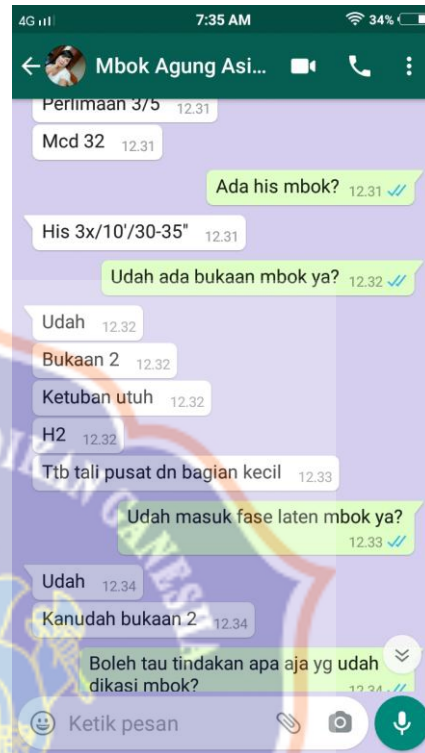 4G 7:35 AM 34%
Mbok Agung Asi...
Perlimaan 3/5 12.31
Mcd 32 12.31
Ada his mbok? 12.31
His 3x/10'/30-35" 12.31
Udah ada bukaan mbok ya? 12.32
Udah 12.32
Bukaan 2 12.32
Ketuban utuh 12.32
H2 12.32
Ttb tali pusat dn bagian kecil 12.33
Udah masuk fase laten mbok ya?
12.33
Udah 12.34
Kanudah bukaan 2 12.34
Boleh tau tindakan apa aja yg udah
dikasi mbok? 12.34
Ketik pesan